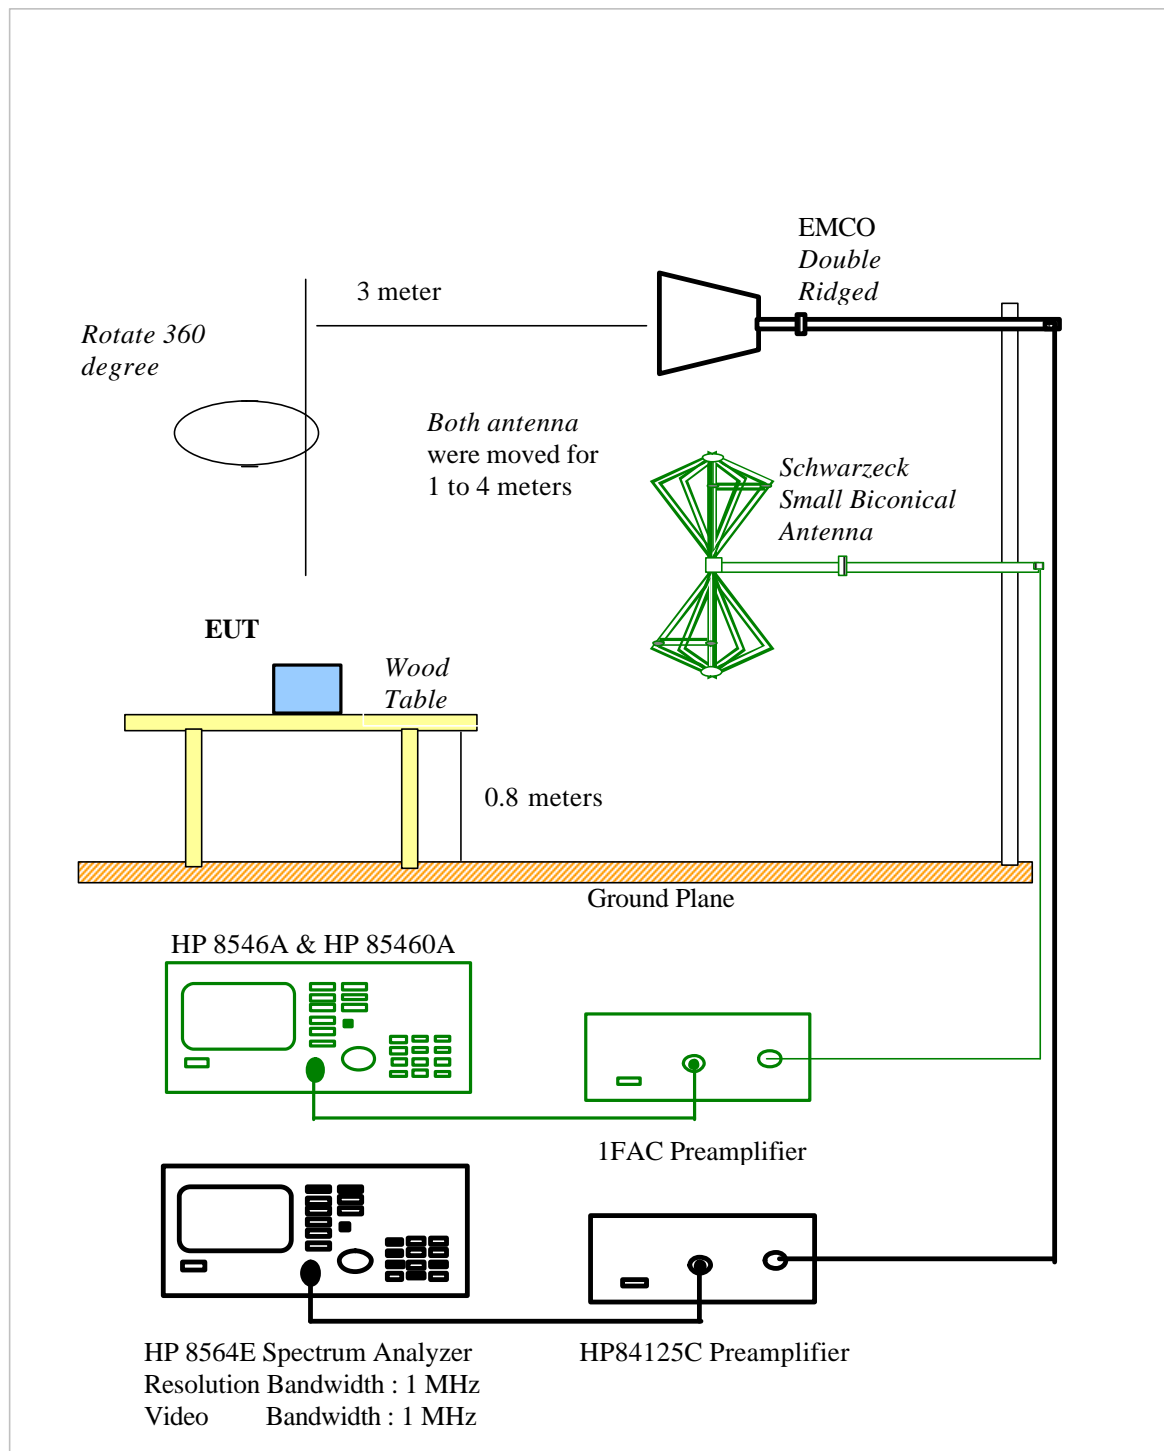 EMCO
Double
Ridged
3 meter
Rotate 360
degree
Both antenna
were moved for
1 to 4 meters
Schwarzeck
Small Biconical
Antenna
EUT
Wood
Table
0.8 meters
Ground Plane
HP 8546A & HP 85460A
1FAC Preamplifier
HP 8564E Spectrum Analyzer
Resolution Bandwidth : 1 MHz
Video Bandwidth : 1 MHz
HP84125C Preamplifier